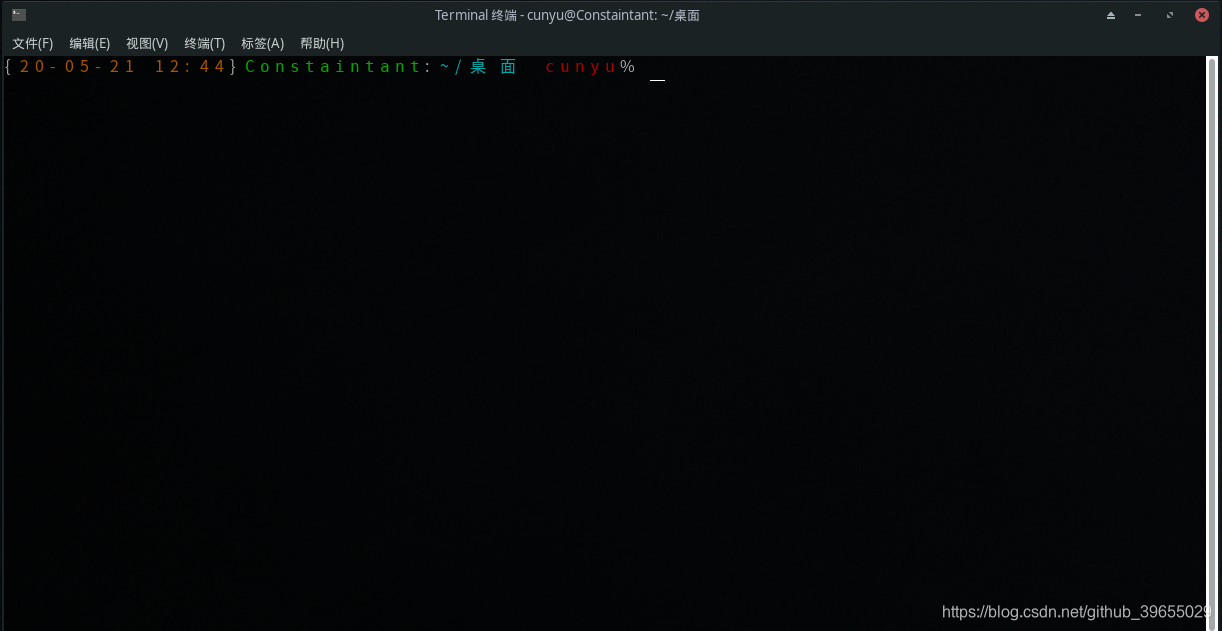 Terminal 终端 - cunyu@Constaintant: ~/桌面
文件(F) 编辑(E) 视图(V) 终端(T) 标签(A) 帮助(H)
{20-05-21 12:44}Constaintant:~/桌面 cunyu%
https://blog.csdn.net/github_39655029